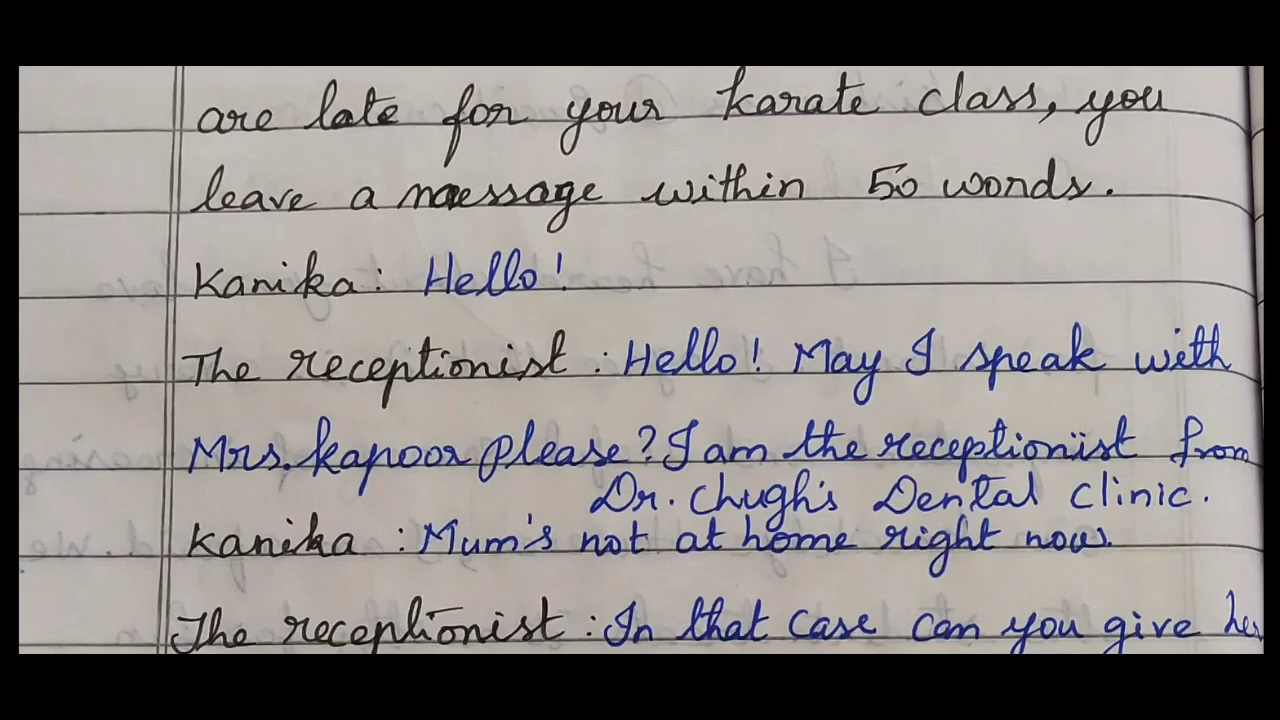 are late for your karate class, you
leave a message within 50 words.
Kanika: Hello!
The receptionist : Hello! May I speak with
Mrs. Kapoor please? I am the receptionist from
Dr. Chugh's Dental Clinic.
Kanika : Mum's not at home right now.
The receptionist : In that case can you give her